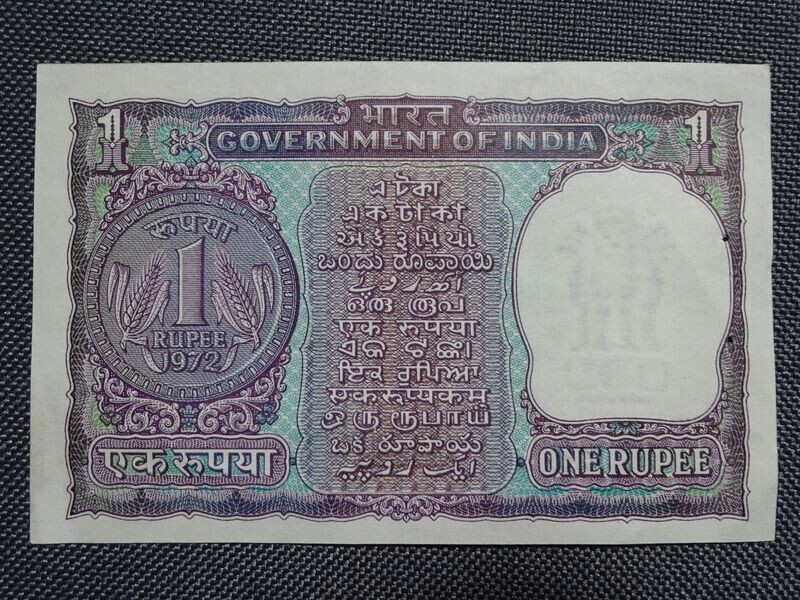 भारत
GOVERNMENT OF INDIA
1
1
रुपया
1
RUPEE
1972
এটকা
এক টাকা
એક રૂપિયો
ಒಂದು ರೂಪಾಯಿ
ഒരു രൂപ
एक रुपया
ଏକ ଟଙ୍କା
ਇਕ ਰੁਪਿਆ
एकरूप्यकम्
ஒரு ரூபாய்
ఒక రూపాయి
ایک روپیہ
एक रुपया
ONE RUPEE